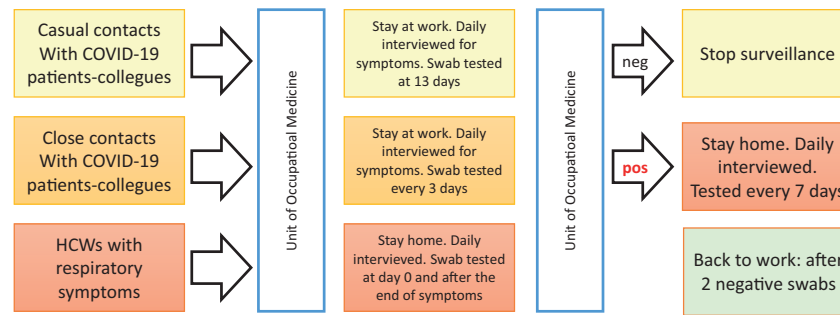 Casual contacts
With COVID-19
patients-collegues
Close contacts
With COVID-19
patients-collegues
HCWs with
respiratory
symptoms
Unit of Occupatioal Medicine
Stay at work. Daily
interviewed for
symptoms. Swab tested
at 13 days
Stay at work. Daily
interviewed for
symptoms. Swab tested
every 3 days
Stay home. Daily
interviewed. Swab tested
at day 0 and after the
end of symptoms
Unit of Occupatioal Medicine
neg
pos
Stop surveillance
Stay home. Daily
interviewed.
Tested every 7 days
Back to work: after
2 negative swabs